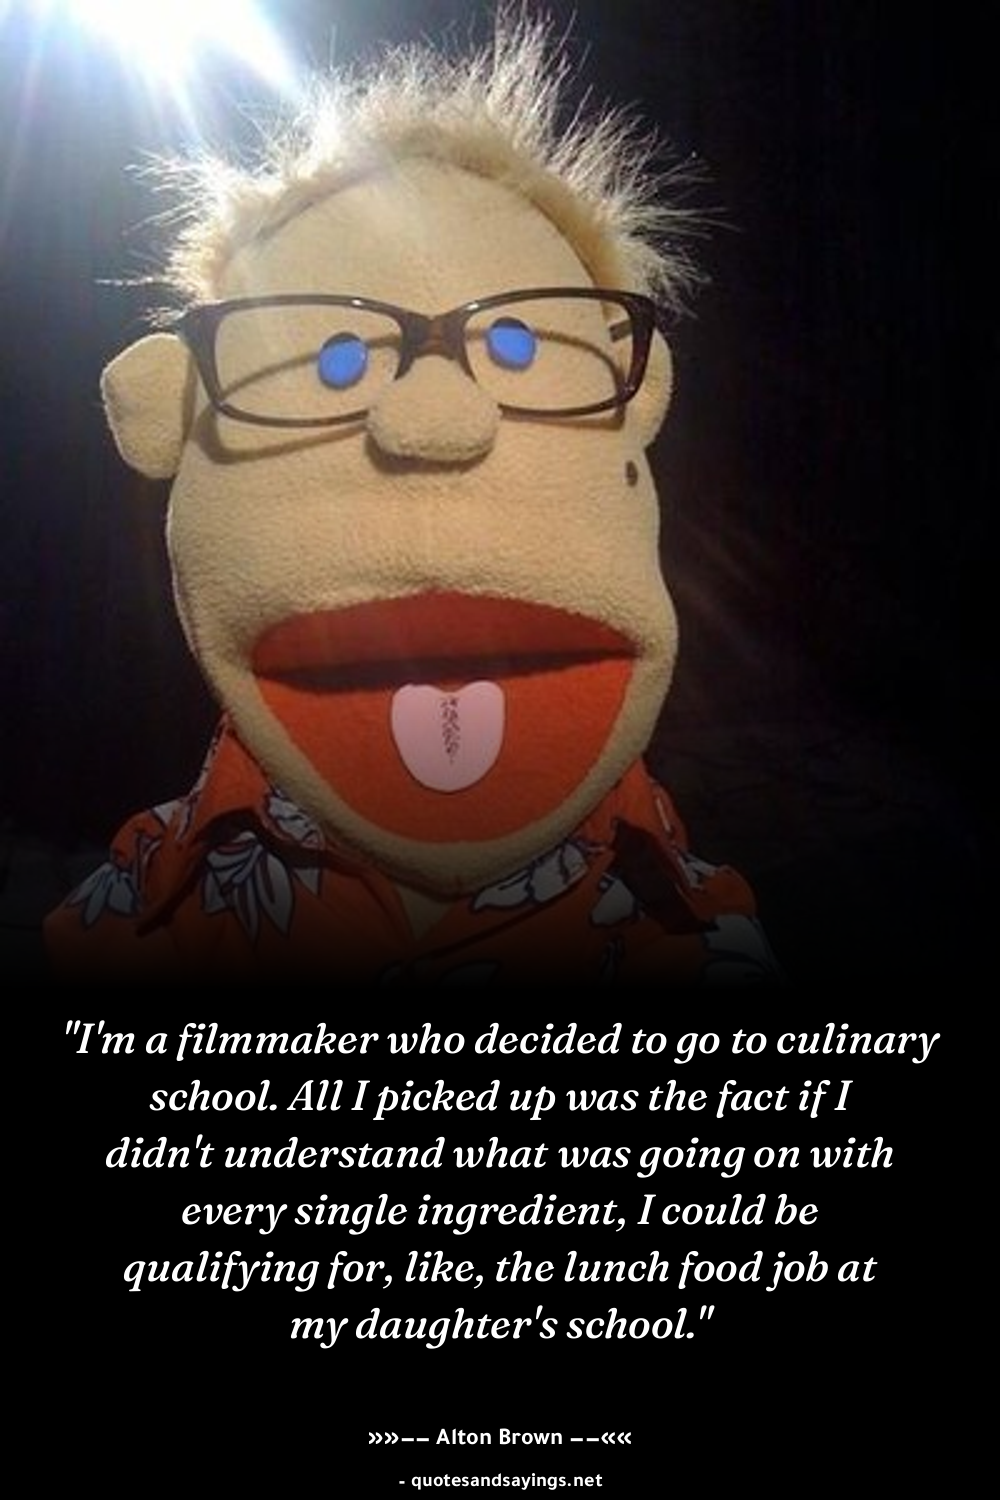 "I'm a filmmaker who decided to go to culinary
school. All I picked up was the fact if I
didn't understand what was going on with
every single ingredient, I could be
qualifying for, like, the lunch food job at
my daughter's school."
»»–– Alton Brown ––««
- quotesandsayings.net